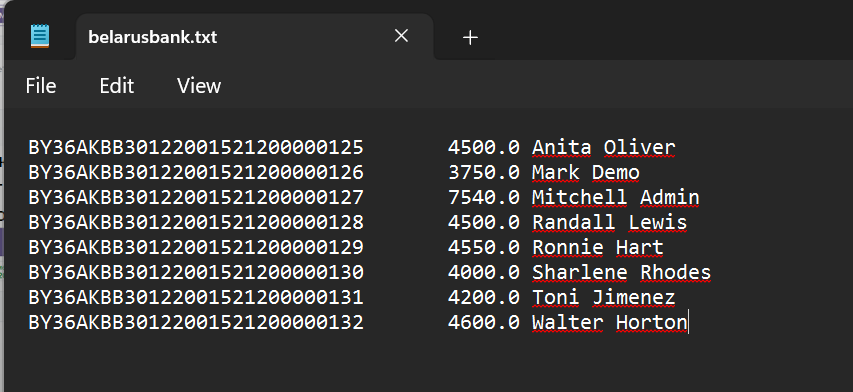 belarusbank.txt
File Edit View
BY36AKBB30122001521200000125 4500.0 Anita Oliver
BY36AKBB30122001521200000126 3750.0 Mark Demo
BY36AKBB30122001521200000127 7540.0 Mitchell Admin
BY36AKBB30122001521200000128 4500.0 Randall Lewis
BY36AKBB30122001521200000129 4550.0 Ronnie Hart
BY36AKBB30122001521200000130 4000.0 Sharlene Rhodes
BY36AKBB30122001521200000131 4200.0 Toni Jimenez
BY36AKBB30122001521200000132 4600.0 Walter Horton